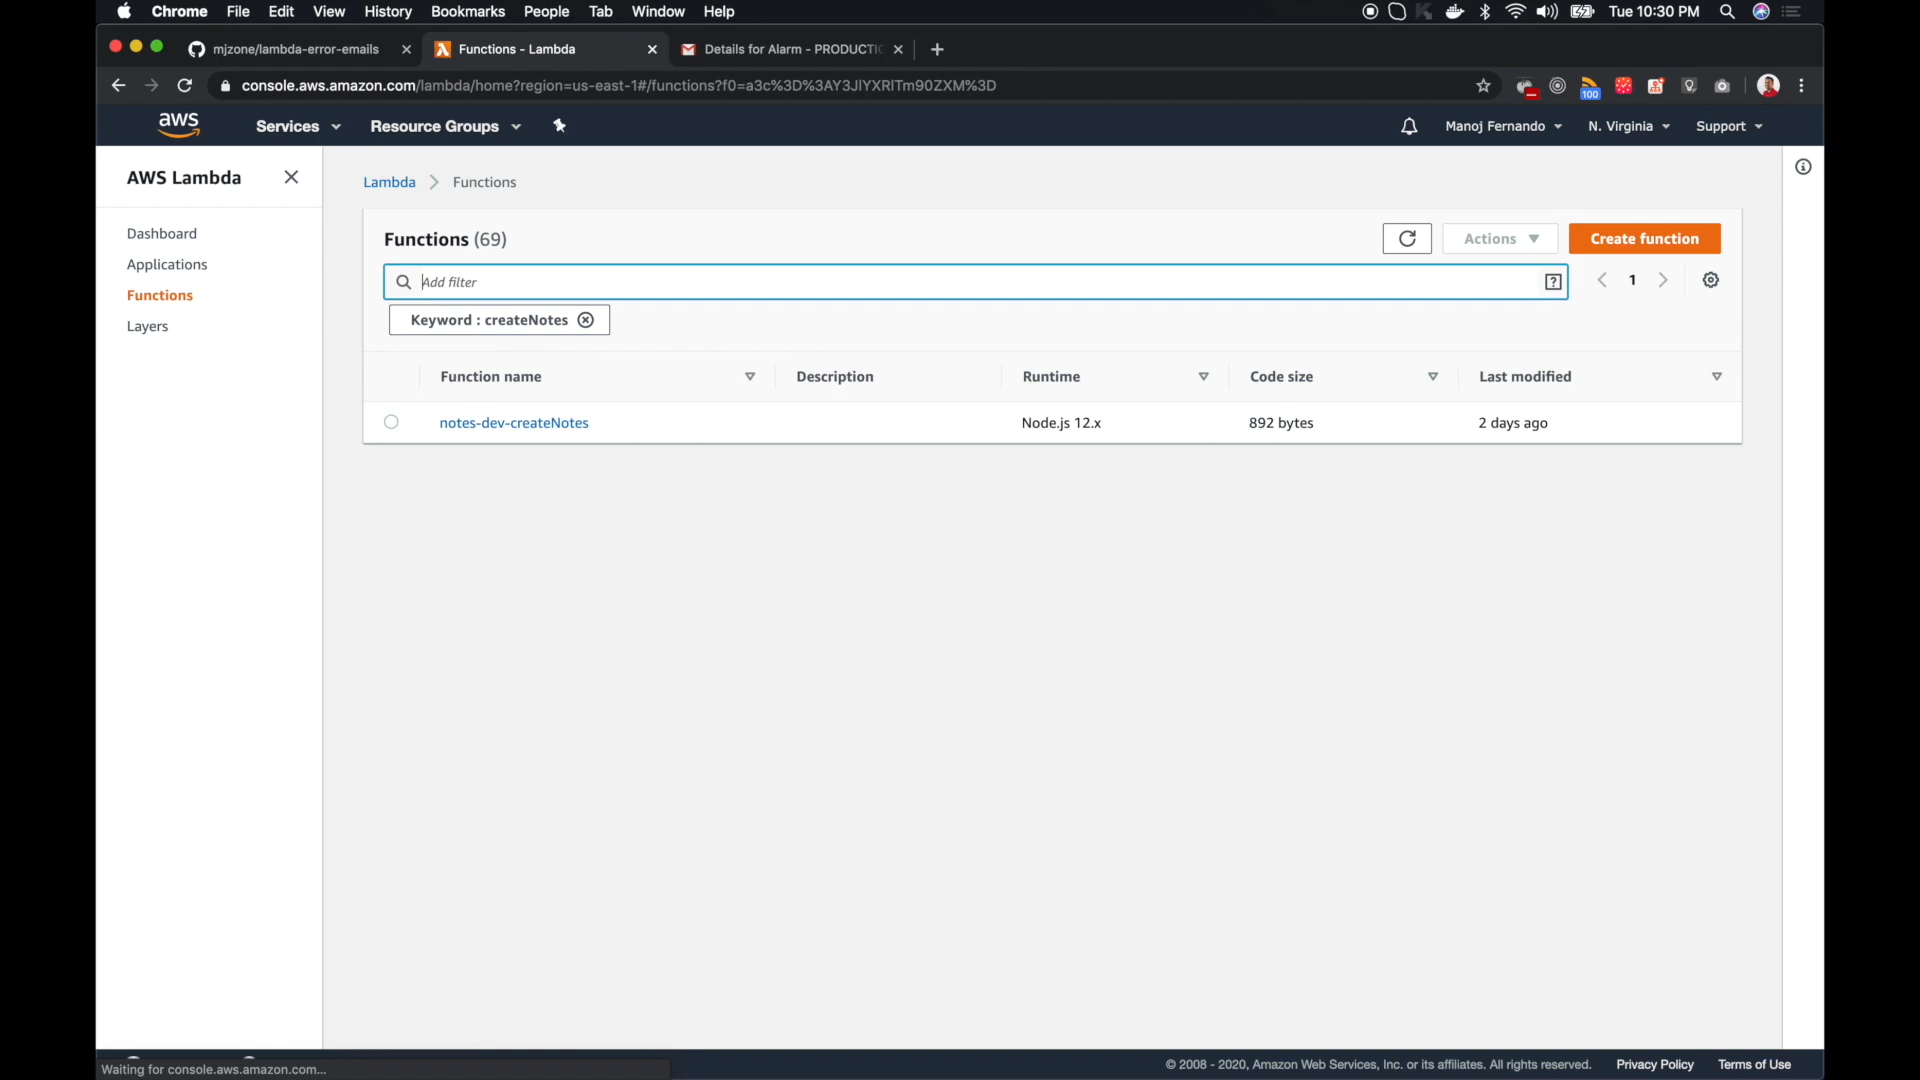 Chrome File Edit View History Bookmarks People Tab Window Help Tue 10:30 PM
mjzone/lambda-error-emails Functions - Lambda Details for Alarm - PRODUCTIO
console.aws.amazon.com/lambda/home?region=us-east-1#/functions?f0=a3c%3D%3AY3JlYXRlTm90ZXM%3D 100
aws Services Resource Groups Manoj Fernando N. Virginia Support
AWS Lambda
Dashboard
Applications
Functions
Layers
Lambda Functions
Functions (69) Actions Create function
Add filter ? 1
Keyword : createNotes
Function name Description Runtime Code size Last modified
notes-dev-createNotes Node.js 12.x 892 bytes 2 days ago
© 2008 - 2020, Amazon Web Services, Inc. or its affiliates. All rights reserved. Privacy Policy Terms of Use
Waiting for console.aws.amazon.com...